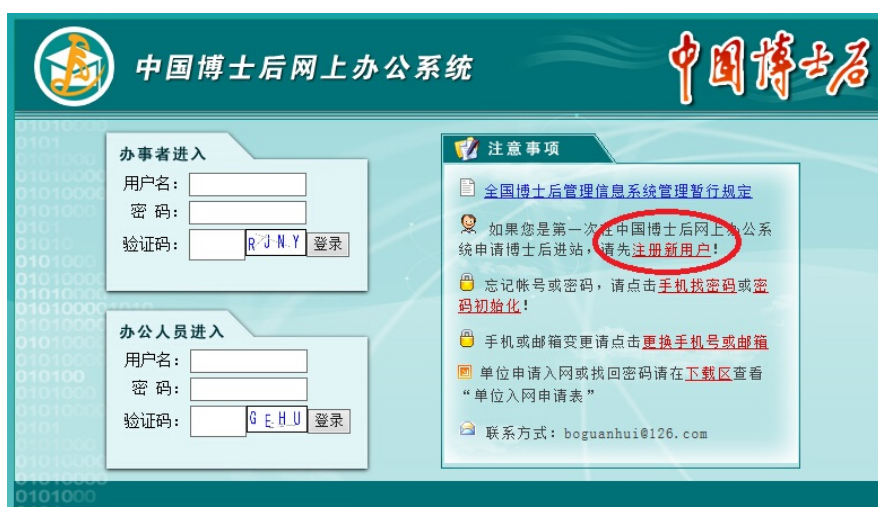 中国博士后网上办公系统
中国博士后
办事者进入
用户名：
密 码：
验证码：
RJNY
登录
办公人员进入
用户名：
密 码：
验证码：
GEHU
登录
注意事项
全国博士后管理信息系统管理暂行规定
如果您是第一次在中国博士后网上办公系
统申请博士后进站，请先注册新用户！
忘记帐号或密码，请点击手机找密码或密
码初始化！
手机或邮箱变更请点击更换手机号或邮箱
单位申请入网或找回密码请在下载区查看
“单位入网申请表”
联系方式：boguanhui@126.com